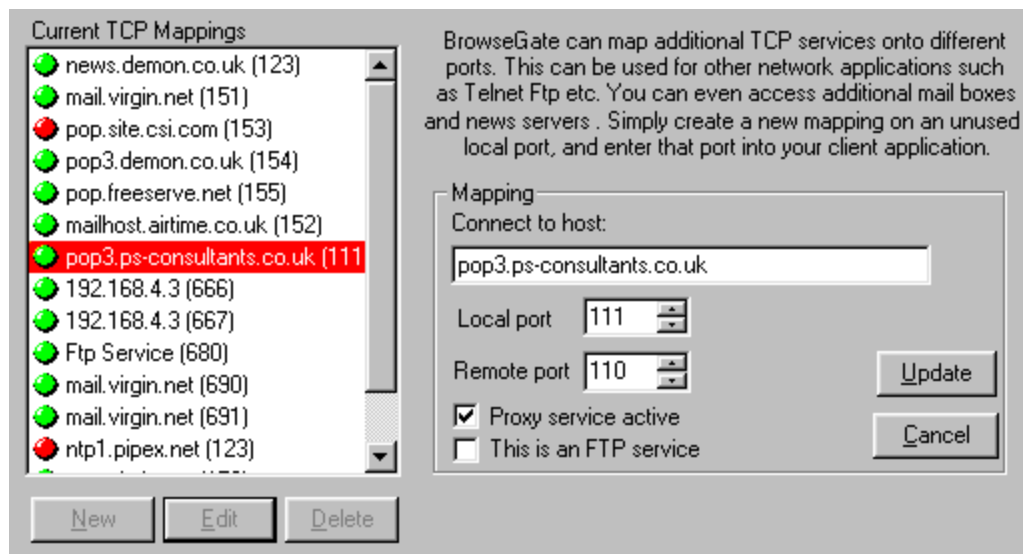 Current TCP Mappings
news.demon.co.uk (123)
mail.virgin.net (151)
pop.site.csi.com (153)
pop3.demon.co.uk (154)
pop.freeserve.net (155)
mailhost.airtime.co.uk (152)
pop3.ps-consultants.co.uk (111
192.168.4.3 (666)
192.168.4.3 (667)
Ftp Service (680)
mail.virgin.net (690)
mail.virgin.net (691)
ntp1.pipex.net (123)
New
Edit
Delete
BrowseGate can map additional TCP services onto different
ports. This can be used for other network applications such
as Telnet Ftp etc. You can even access additional mail boxes
and news servers . Simply create a new mapping on an unused
local port, and enter that port into your client application.
Mapping
Connect to host:
pop3.ps-consultants.co.uk
Local port 111
Remote port 110
Proxy service active
This is an FTP service
Update
Cancel